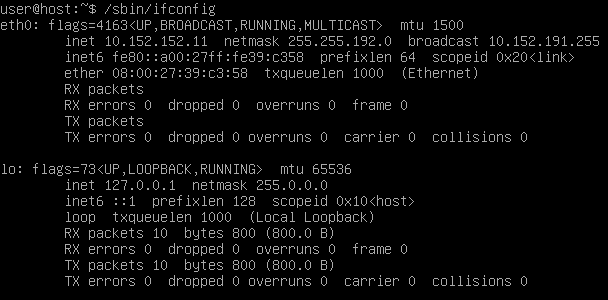 user@host:~$ /sbin/ifconfig
eth0: flags=4163<UP,BROADCAST,RUNNING,MULTICAST>  mtu 1500
        inet 10.152.152.11  netmask 255.255.192.0  broadcast 10.152.191.255
        inet6 fe80::a00:27ff:fe39:c358  prefixlen 64  scopeid 0x20<link>
        ether 08:00:27:39:c3:58  txqueuelen 1000  (Ethernet)
        RX packets
        RX errors 0  dropped 0  overruns 0  frame 0
        TX packets
        TX errors 0  dropped 0 overruns 0  carrier 0  collisions 0

lo: flags=73<UP,LOOPBACK,RUNNING>  mtu 65536
        inet 127.0.0.1  netmask 255.0.0.0
        inet6 ::1  prefixlen 128  scopeid 0x10<host>
        loop  txqueuelen 1000  (Local Loopback)
        RX packets 10  bytes 800 (800.0 B)
        RX errors 0  dropped 0  overruns 0  frame 0
        TX packets 10  bytes 800 (800.0 B)
        TX errors 0  dropped 0 overruns 0  carrier 0  collisions 0